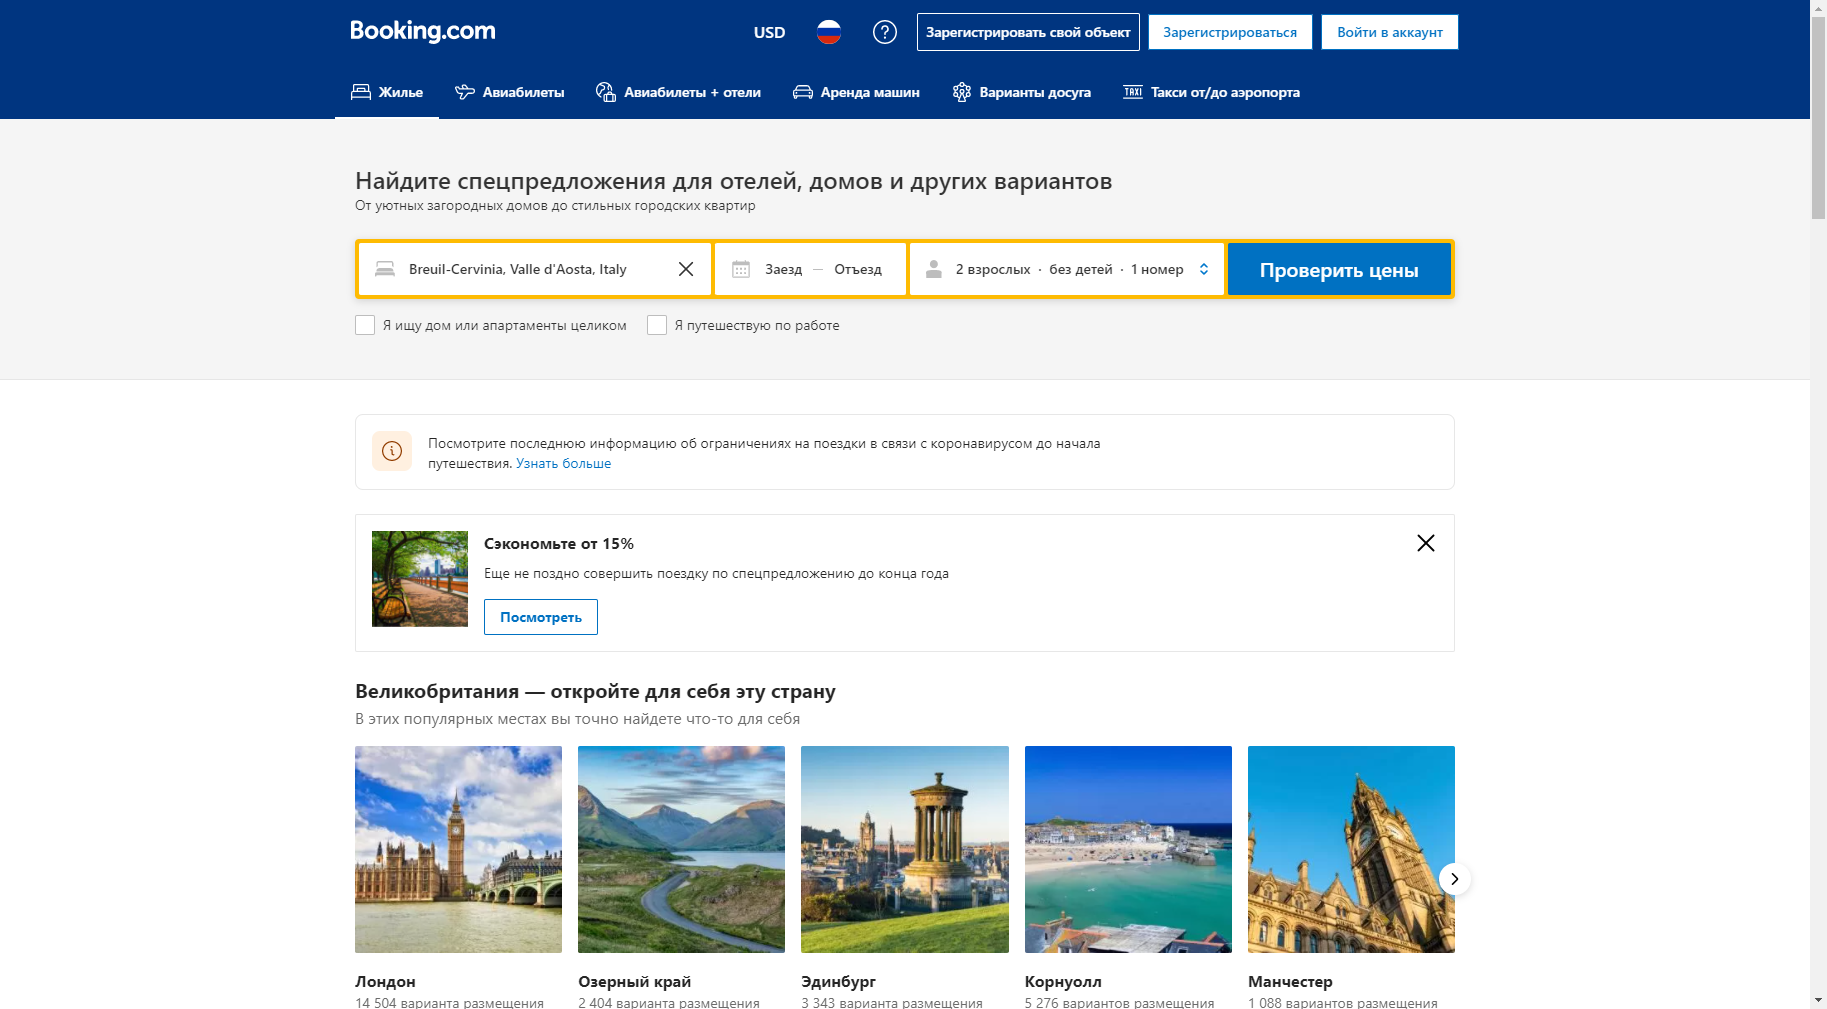 Booking.com
USD
Зарегистрировать свой объект
Зарегистрироваться
Войти в аккаунт
Жилье
Авиабилеты
Авиабилеты + отели
Аренда машин
Варианты досуга
TAXI
Такси от/до аэропорта
Найдите спецпредложения для отелей, домов и других вариантов
От уютных загородных домов до стильных городских квартир
Breuil-Cervinia, Valle d'Aosta, Italy
Заезд — Отъезд
2 взрослых · без детей · 1 номер
Проверить цены
Я ищу дом или апартаменты целиком
Я путешествую по работе
Посмотрите последнюю информацию об ограничениях на поездки в связи с коронавирусом до начала
путешествия. Узнать больше
Сэкономьте от 15%
Еще не поздно совершить поездку по спецпредложению до конца года
Посмотреть
Великобритания — откройте для себя эту страну
В этих популярных местах вы точно найдете что-то для себя
Лондон
14 504 варианта размещения
Озерный край
2 404 варианта размещения
Эдинбург
3 343 варианта размещения
Корнуолл
5 276 вариантов размещения
Манчестер
1 088 вариантов размещения